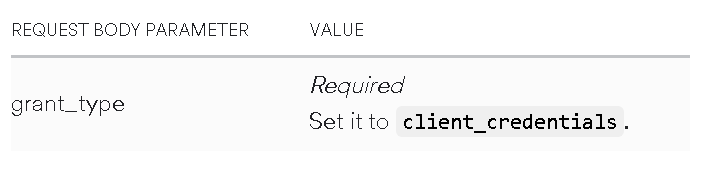 REQUEST BODY PARAMETER VALUE
grant_type
Required
Set it to client_credentials.